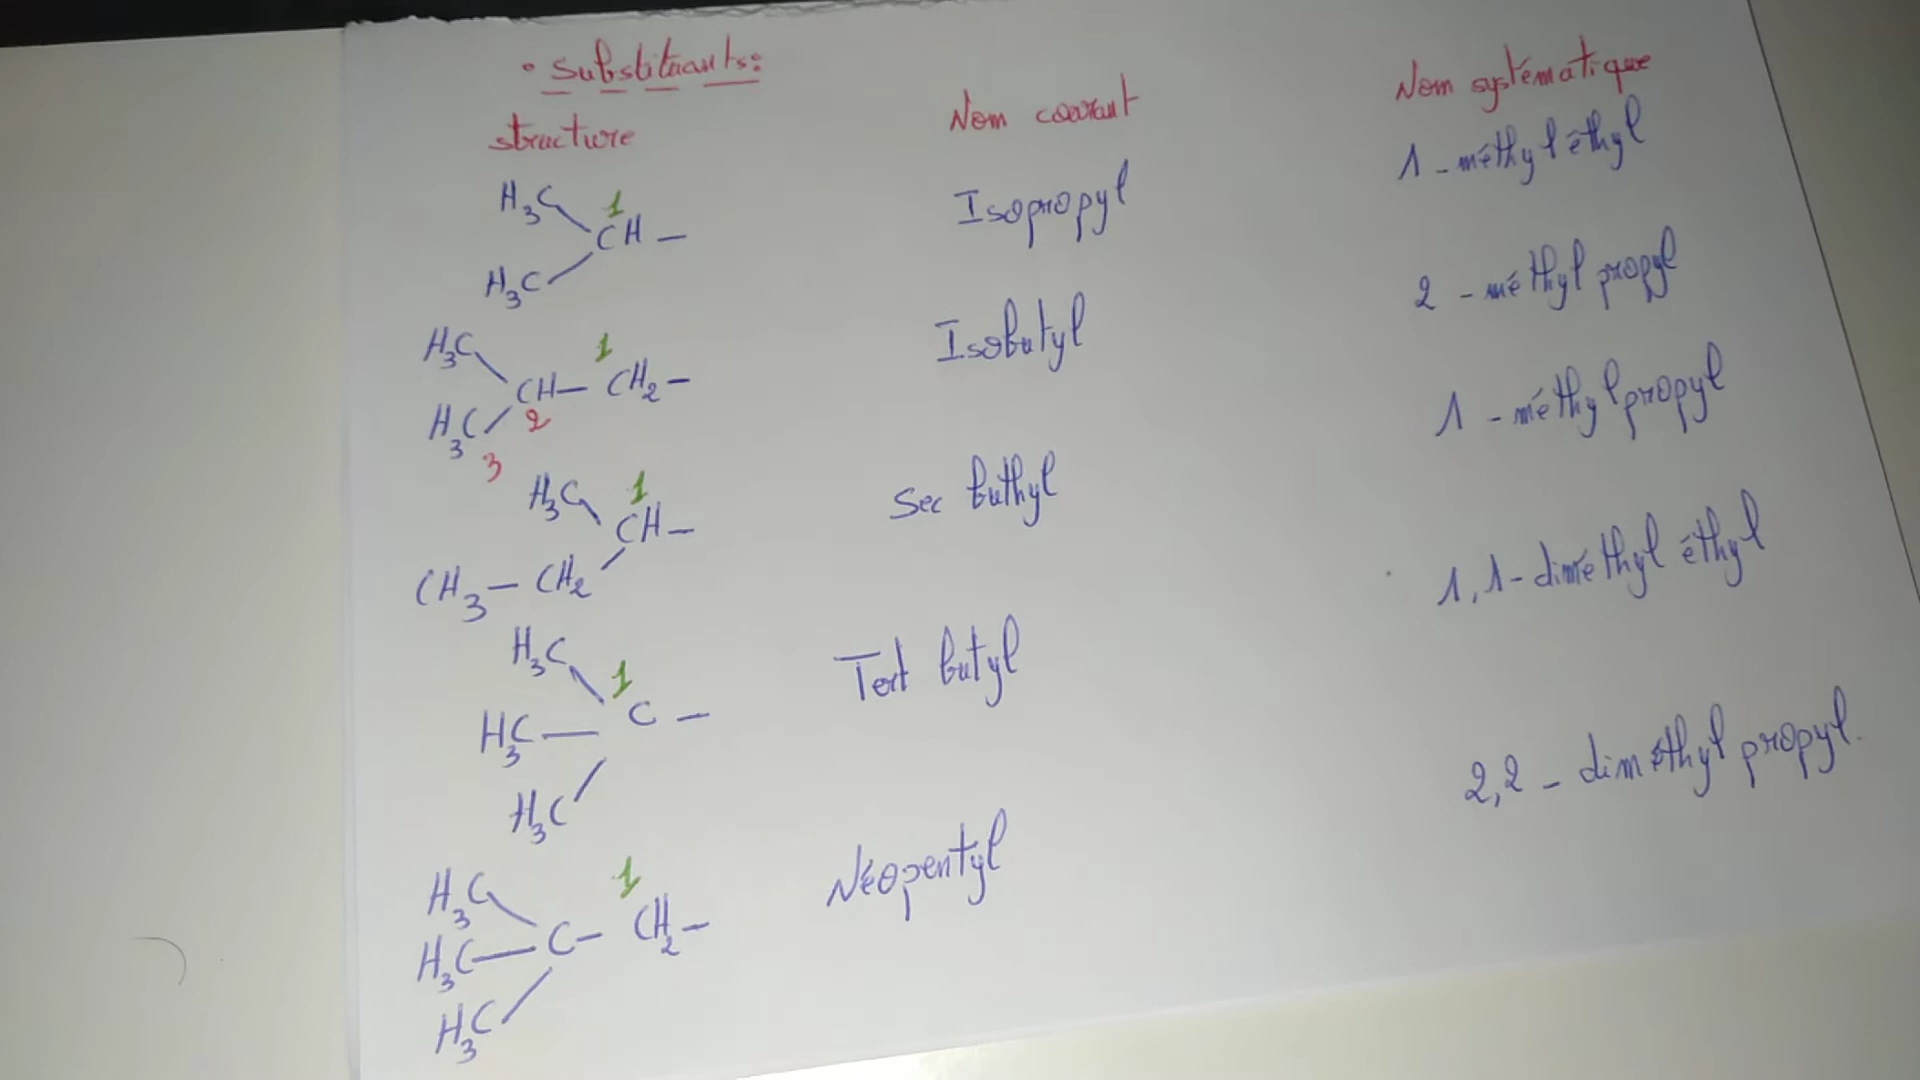 • Substituants:
structure Nom courant Nom systématique
H3C 1
CH – Isopropyl 1 - méthyl éthyl
H3C
H3C 1
CH – CH2 – Isobutyl 2 - méthyl propyl
H3C 2
3
H3C 1
CH – Sec buthyl 1 - méthyl propyl
CH3 – CH2
H3C 1
H3C — C – Tert butyl 1,1 - diméthyl éthyl
H3C
H3C 1
H3C — C – CH2 – Néopentyl 2,2 - diméthyl propyl.
H3C